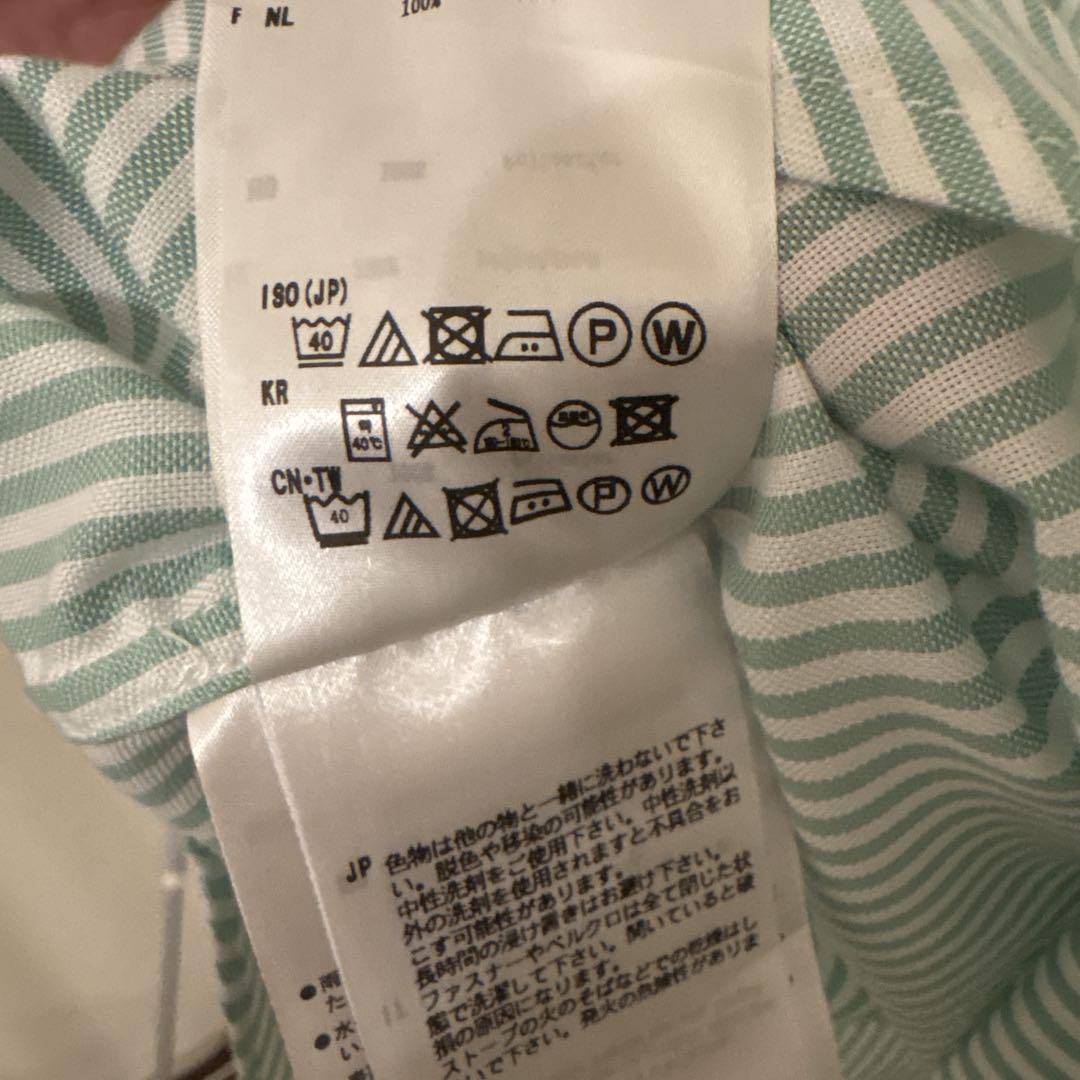 F NL 100%
ISO(JP)
40 P W
KR
40℃
CN・TW
40 P W
JP 色物は他の物と一緒に洗わないで下さ
い。脱色や移染の可能性があります。
中性洗剤をご使用下さい。中性洗剤以
外の洗剤を使用されますと不具合をお
こす可能性があります。
長時間の浸け置きはお避け下さい。
ファスナーやベルクロは全て閉じた状
態で洗濯して下さい。開いていると破
損の原因になります。
ストーブの火のそばなどでの乾燥はし
いで下さい。発火の危険性がありま
●雨
た
●水
い、